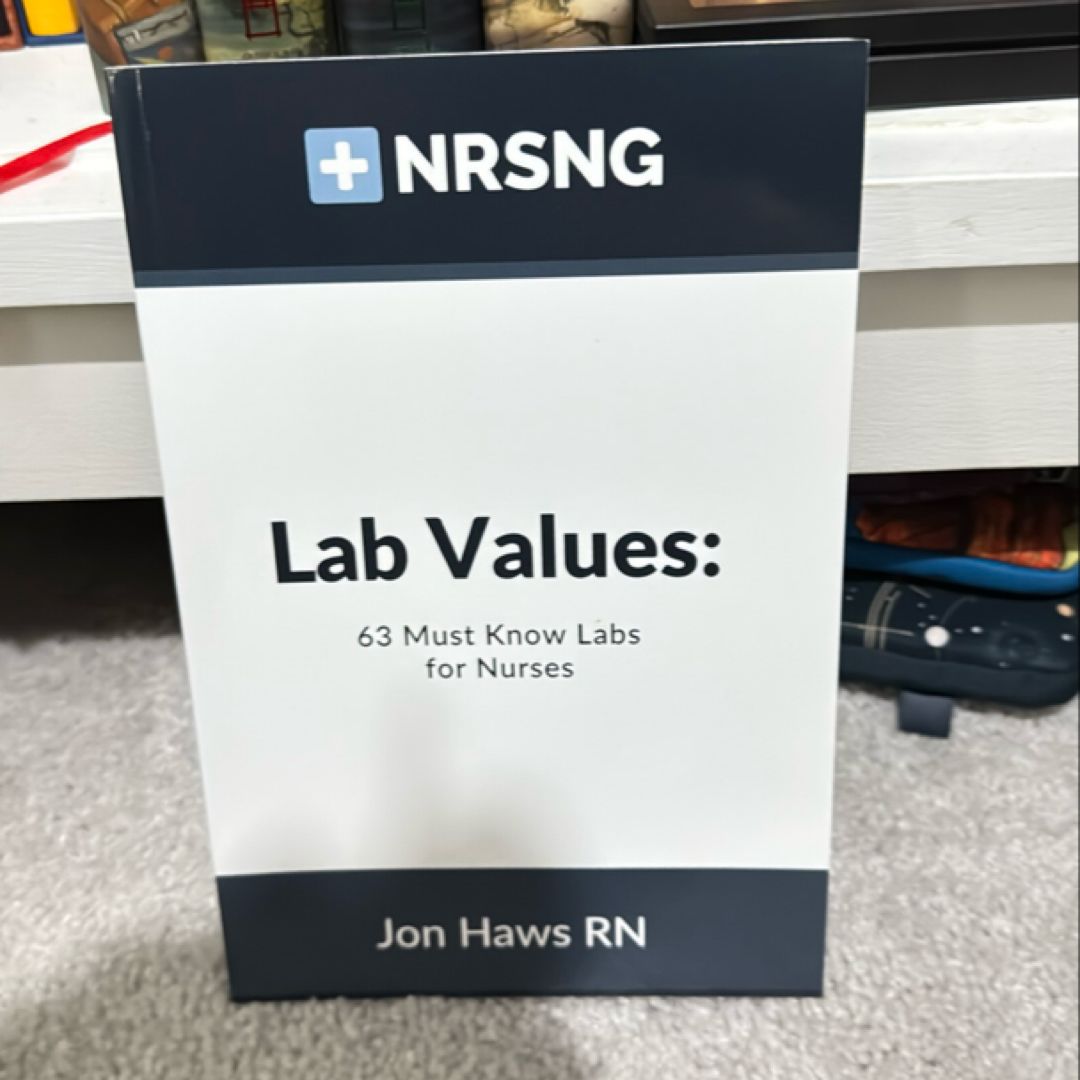 NRSNG
Lab Values:
63 Must Know Labs
for Nurses
Jon Haws RN